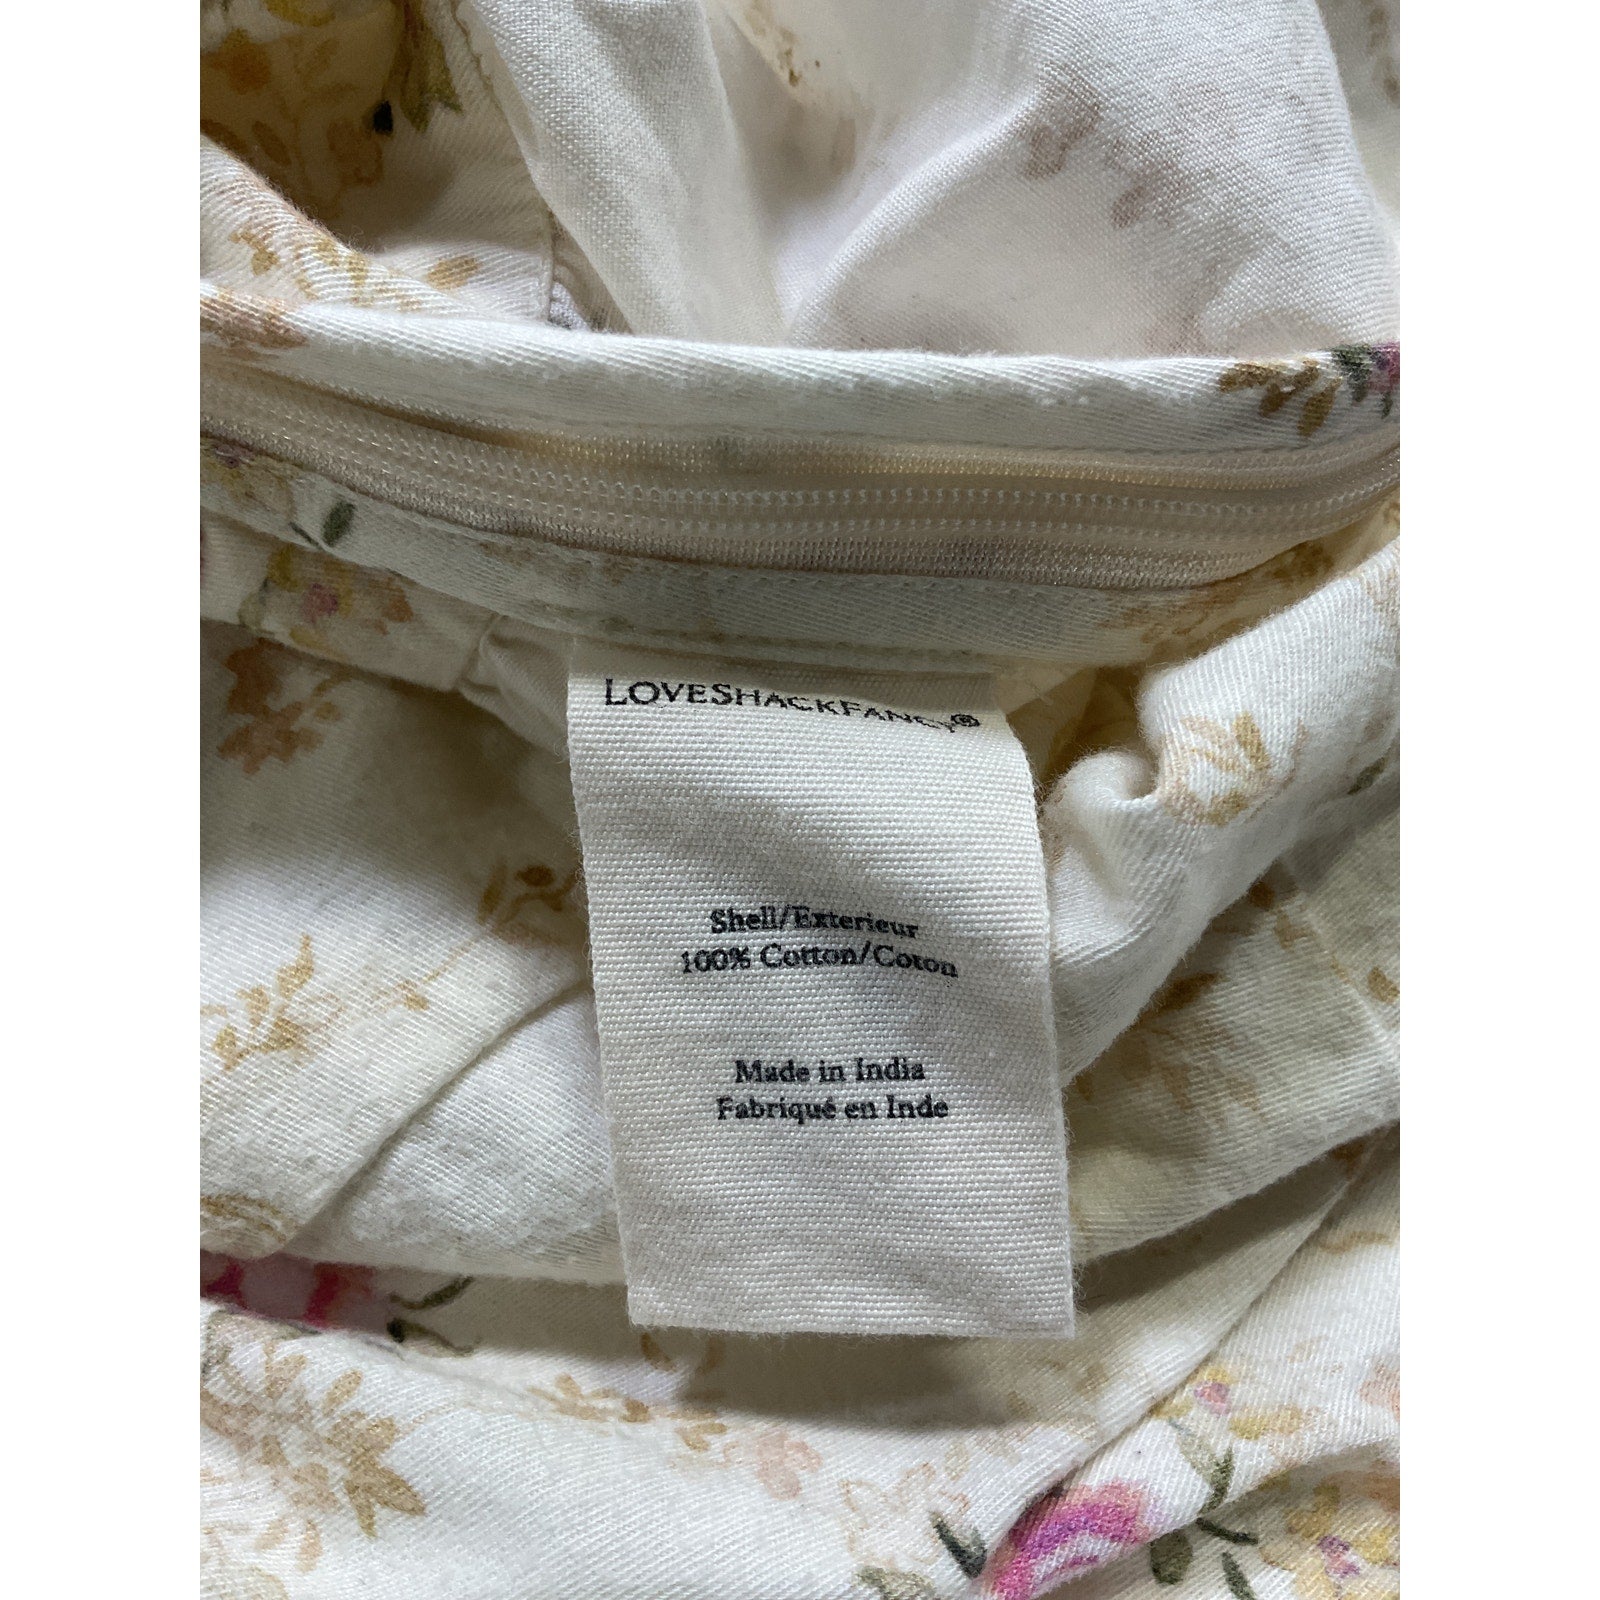 LOVESHACKFANCY®
Shell/Exterieur
100% Cotton/Coton
Made in India
Fabriqué en Inde